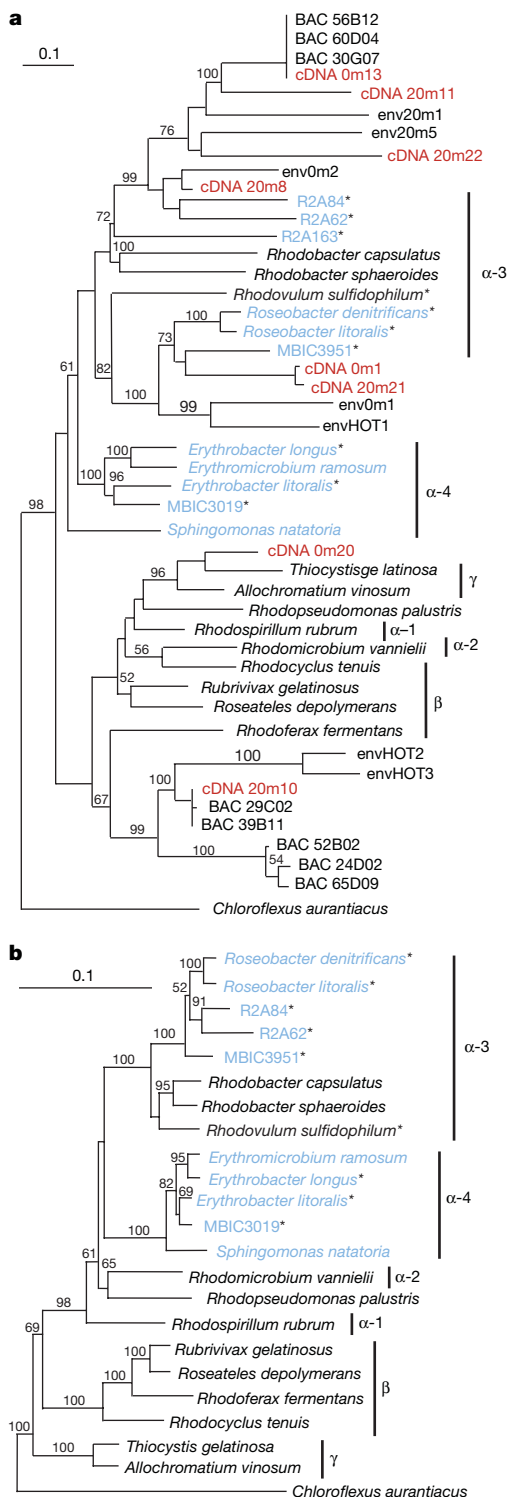 a
0.1
BAC 56B12
BAC 60D04
BAC 30G07
100
cDNA 0m13
cDNA 20m11
env20m1
76
env20m5
cDNA 20m22
99
env0m2
cDNA 20m8
R2A84*
72
R2A62*
R2A163*
100
Rhodobacter capsulatus
α-3
Rhodobacter sphaeroides
Rhodovulum sulfidophilum*
100
Roseobacter denitrificans*
73
Roseobacter litoralis*
61
82
MBIC3951*
cDNA 0m1
cDNA 20m21
100
99
env0m1
envHOT1
100
Erythrobacter longus*
Erythromicrobium ramosum
100
96
Erythrobacter litoralis*
α-4
98
MBIC3019*
Sphingomonas natatoria
cDNA 0m20
96
Thiocystisge latinosa
γ
Allochromatium vinosum
Rhodopseudomonas palustris
Rhodospirillum rubrum
α–1
56
Rhodomicrobium vannielii
α-2
Rhodocyclus tenuis
52
Rubrivivax gelatinosus
β
Roseateles depolymerans
Rhodoferax fermentans
100
envHOT2
100
envHOT3
67
cDNA 20m10
BAC 29C02
99
BAC 39B11
100
BAC 52B02
54
BAC 24D02
BAC 65D09
Chloroflexus aurantiacus
b
0.1
100
Roseobacter denitrificans*
52
Roseobacter litoralis*
91
R2A84*
100
R2A62*
α-3
MBIC3951*
95
Rhodobacter capsulatus
Rhodobacter sphaeroides
Rhodovulum sulfidophilum*
100
95
Erythromicrobium ramosum
82
Erythrobacter longus*
69
Erythrobacter litoralis*
α-4
MBIC3019*
100
Sphingomonas natatoria
61
65
Rhodomicrobium vannielii
α-2
Rhodopseudomonas palustris
98
Rhodospirillum rubrum
α-1
69
100
Rubrivivax gelatinosus
100
Roseateles depolymerans
β
100
Rhodoferax fermentans
Rhodocyclus tenuis
100
100
Thiocystis gelatinosa
γ
Allochromatium vinosum
Chloroflexus aurantiacus